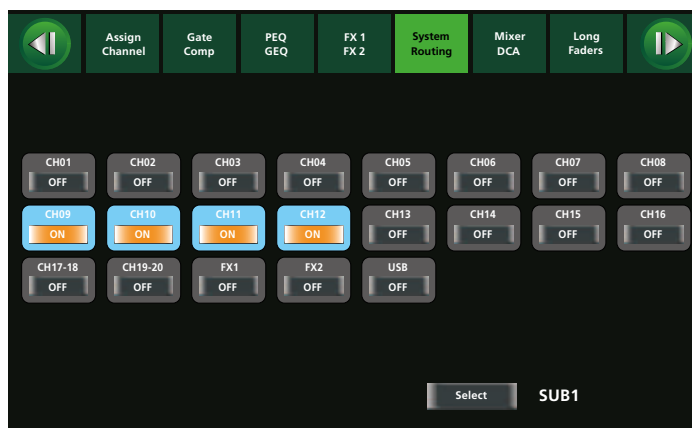 Assign Channel
Gate Comp
PEQ GEQ
FX 1 FX 2
System Routing
Mixer DCA
Long Faders
CH01 CH02 CH03 CH04 CH05 CH06 CH07 CH08
OFF OFF OFF OFF OFF OFF OFF OFF
CH09 CH10 CH11 CH12 CH13 CH14 CH15 CH16
ON ON ON ON OFF OFF OFF OFF
CH17-18 CH19-20 FX1 FX2 USB
OFF OFF OFF OFF OFF
Select SUB1